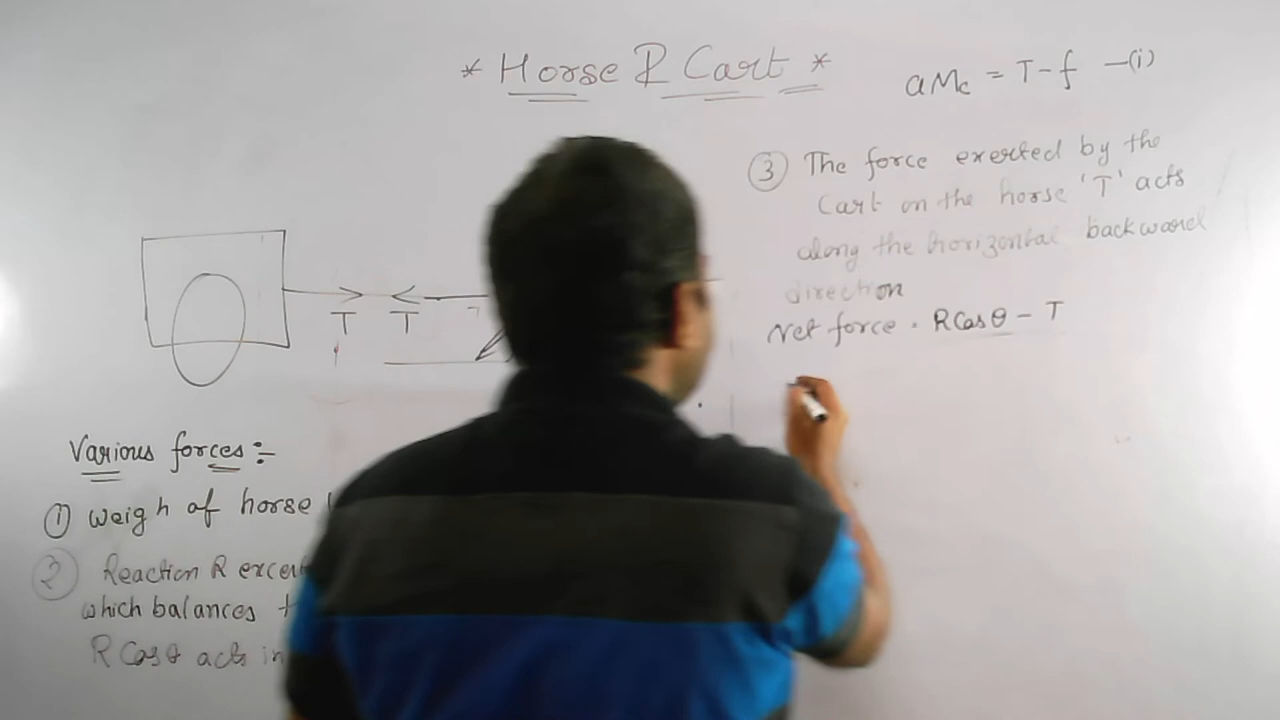 * Horse & Cart *
aMc = T - f —(i)
③ The force exerted by the
Cart on the horse 'T' acts
along the horizontal backward
direction
Net force . RCosθ - T
T T
Various forces :-
① weigh of horse
② Reaction R
which balances
R Cosθ acts in